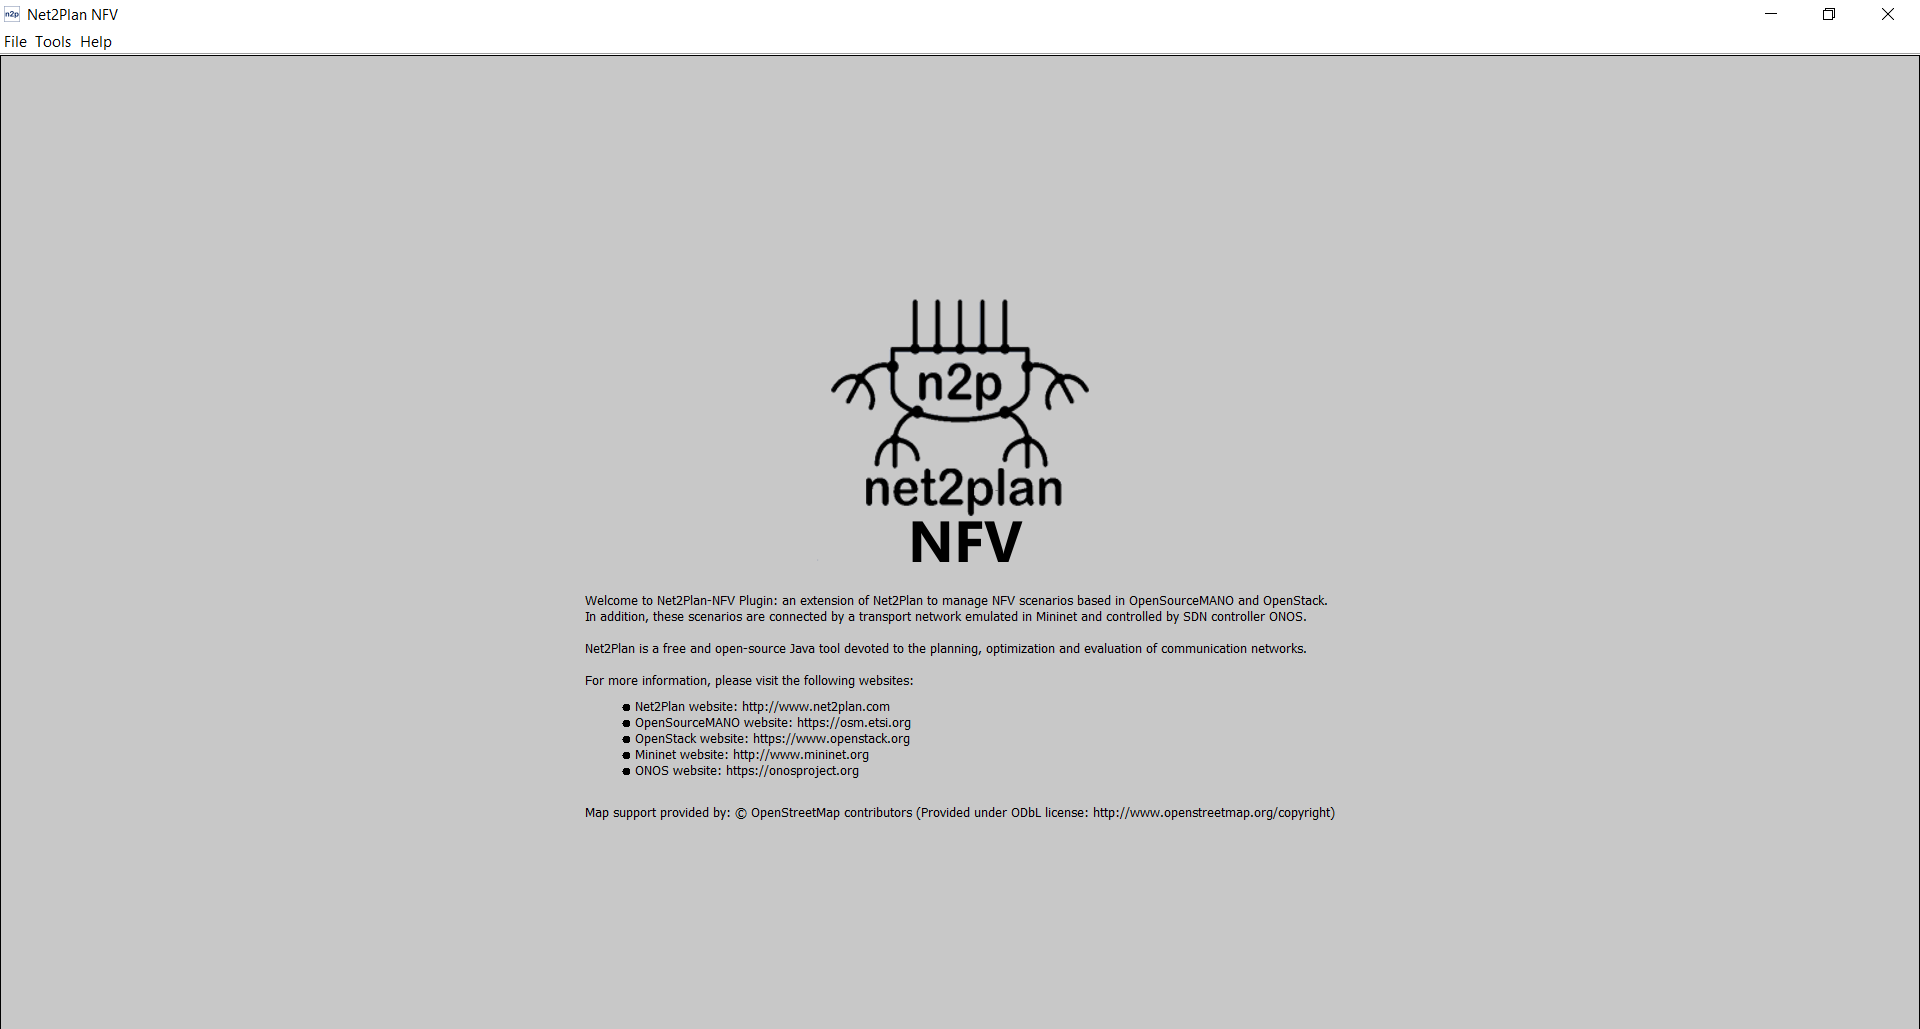 n2p Net2Plan NFV
File Tools Help
n2p
net2plan
NFV
Welcome to Net2Plan-NFV Plugin: an extension of Net2Plan to manage NFV scenarios based in OpenSourceMANO and OpenStack.
In addition, these scenarios are connected by a transport network emulated in Mininet and controlled by SDN controller ONOS.
Net2Plan is a free and open-source Java tool devoted to the planning, optimization and evaluation of communication networks.
For more information, please visit the following websites:
● Net2Plan website: http://www.net2plan.com
● OpenSourceMANO website: https://osm.etsi.org
● OpenStack website: https://www.openstack.org
● Mininet website: http://www.mininet.org
● ONOS website: https://onosproject.org
Map support provided by: © OpenStreetMap contributors (Provided under ODbL license: http://www.openstreetmap.org/copyright)